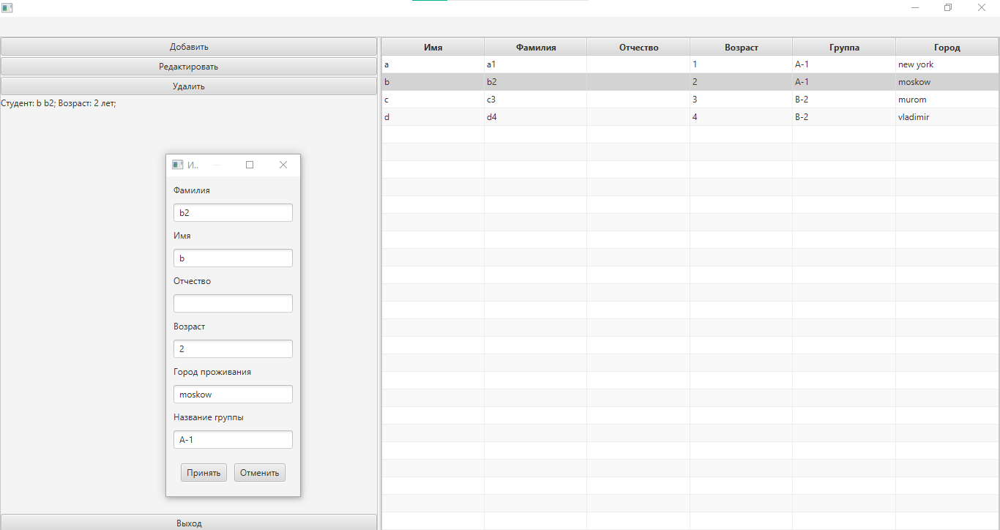 Добавить
Редактировать
Удалить
Студент: b b2; Возраст: 2 лет;
И..
Фамилия
b2
Имя
b
Отчество
Возраст
2
Город проживания
moskow
Название группы
A-1
Принять Отменить
Выход
Имя Фамилия Отчество Возраст Группа Город
a a1 1 A-1 new york
b b2 2 A-1 moskow
c c3 3 B-2 murom
d d4 4 B-2 vladimir